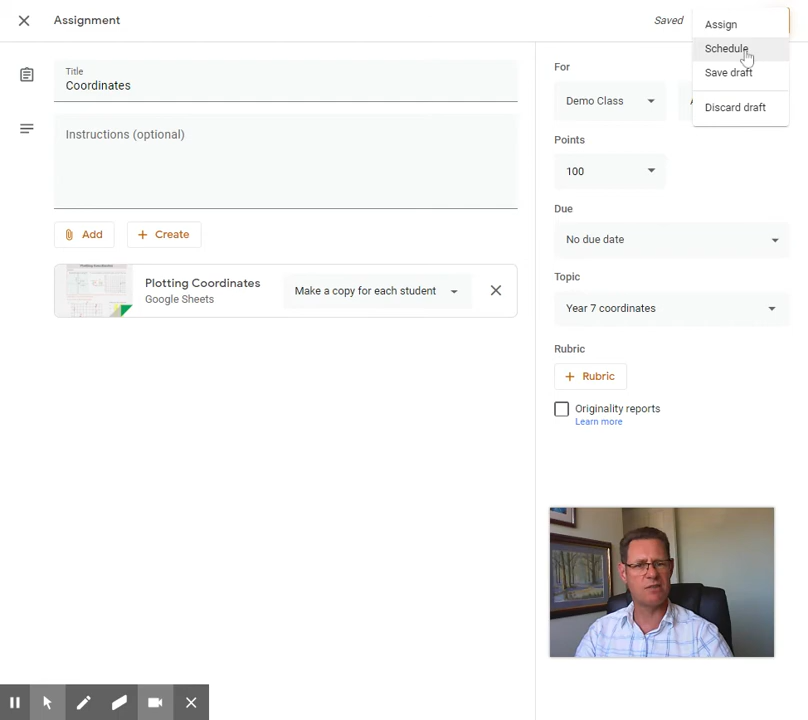 Assignment
Saved
Assign
Schedule
Save draft
Discard draft
Title
Coordinates
Instructions (optional)
Add
Create
Plotting Coordinates
Google Sheets
Make a copy for each student
For
Demo Class
Points
100
Due
No due date
Topic
Year 7 coordinates
Rubric
Rubric
Originality reports
Learn more